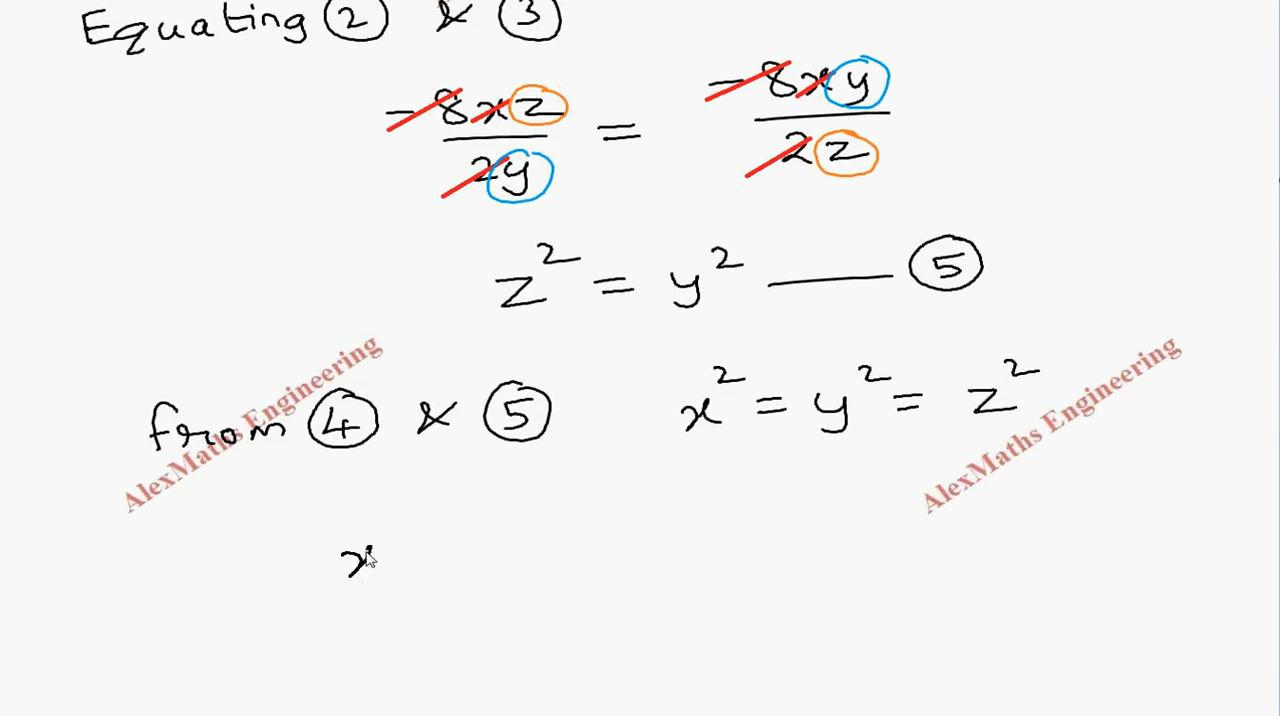 Equating ② & ③
-8xz/2y = -8xy/2z
z² = y² —— ⑤
from ④ & ⑤ x² = y² = z²
x
AlexMaths Engineering
AlexMaths Engineering